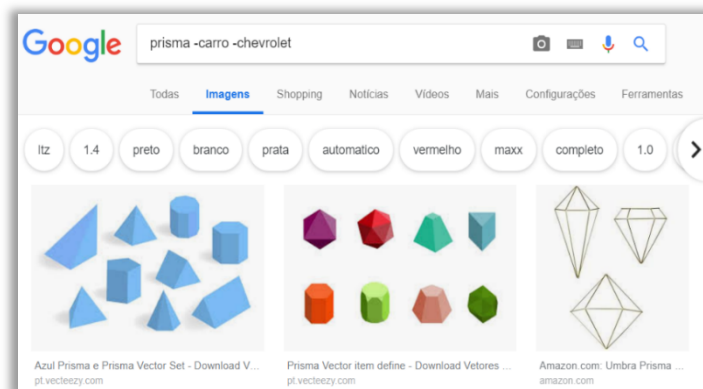 Google
prisma -carro -chevrolet
Todas Imagens Shopping Notícias Vídeos Mais Configurações Ferramentas
ltz 1.4 preto branco prata automatico vermelho maxx completo 1.0
Azul Prisma e Prisma Vector Set - Download V... Prisma Vector item define - Download Vetores ... Amazon.com: Umbra Prisma ...
pt.vecteezy.com pt.vecteezy.com amazon.com